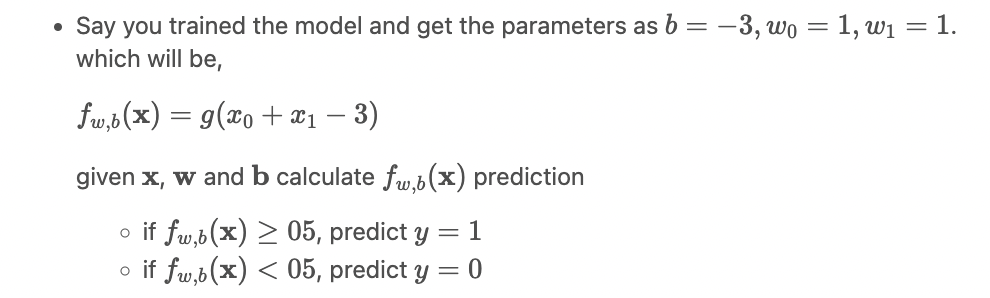 • Say you trained the model and get the parameters as b = −3, w₀ = 1, w₁ = 1.
which will be,
f_{w,b}(x) = g(x₀ + x₁ − 3)
given x, w and b calculate f_{w,b}(x) prediction
◦ if f_{w,b}(x) ≥ 05, predict y = 1
◦ if f_{w,b}(x) < 05, predict y = 0